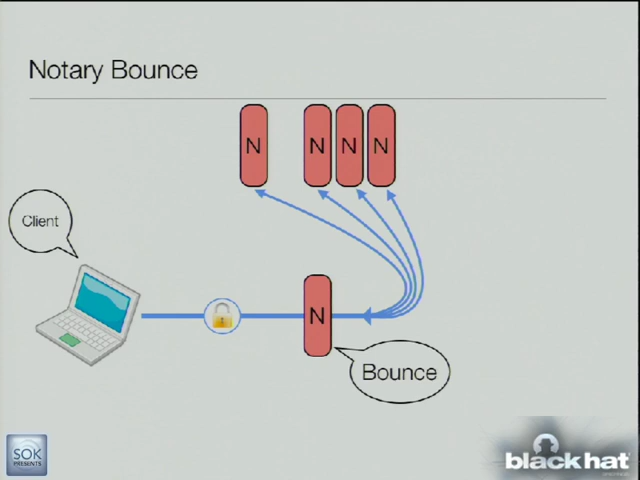 Notary Bounce
N
N
N
N
Client
N
Bounce
SOK
PRESENTS
black hat